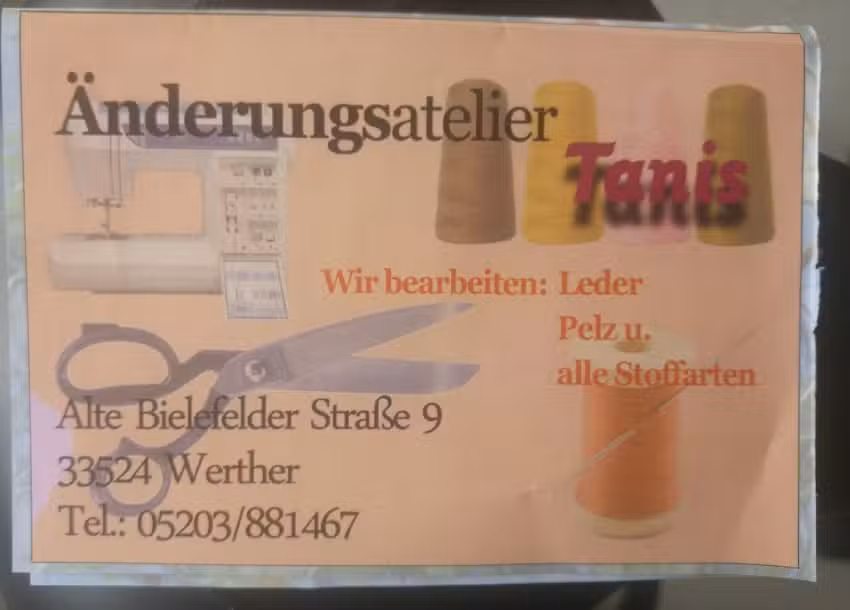 Änderungsatelier
Tanis
Wir bearbeiten: Leder
Pelz u.
alle Stoffarten
Alte Bielefelder Straße 9
33524 Werther
Tel.: 05203/881467